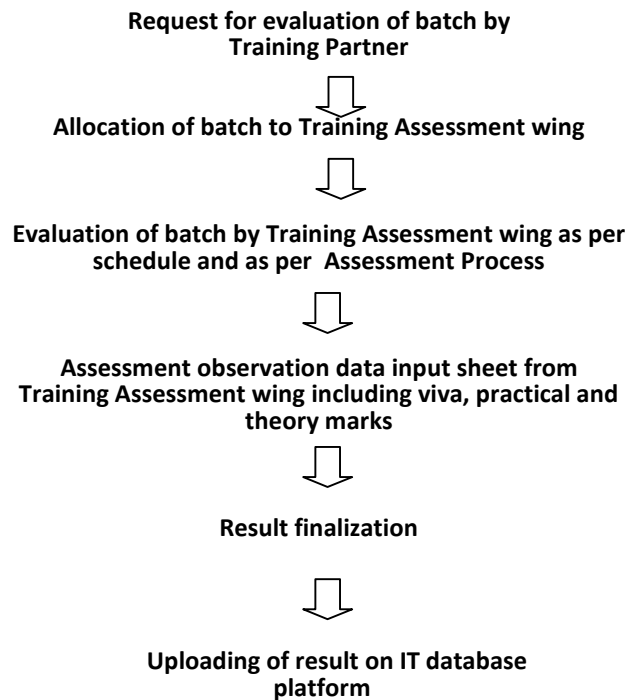 Request for evaluation of batch by
Training Partner
Allocation of batch to Training Assessment wing
Evaluation of batch by Training Assessment wing as per
schedule and as per Assessment Process
Assessment observation data input sheet from
Training Assessment wing including viva, practical and
theory marks
Result finalization
Uploading of result on IT database
platform